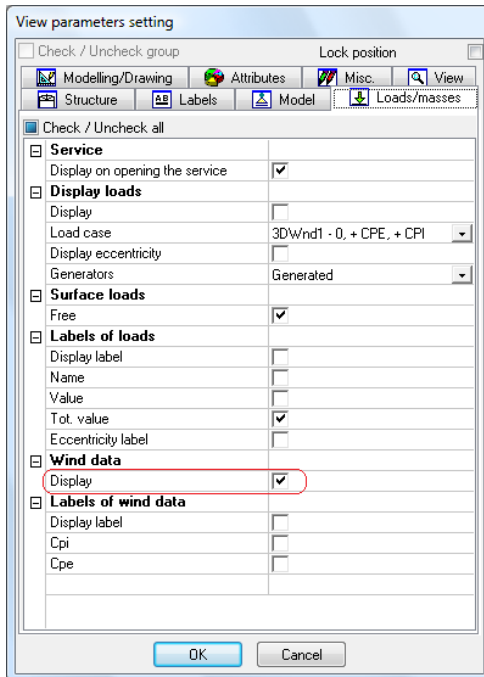 View parameters setting
Check / Uncheck group Lock position
Modelling/Drawing Attributes Misc. View
Structure Labels Model Loads/masses
Check / Uncheck all
Service
Display on opening the service
Display loads
Display
Load case 3DWnd1 - 0, + CPE, + CPI
Display eccentricity
Generators Generated
Surface loads
Free
Labels of loads
Display label
Name
Value
Tot. value
Eccentricity label
Wind data
Display
Labels of wind data
Display label
Cpi
Cpe
OK Cancel